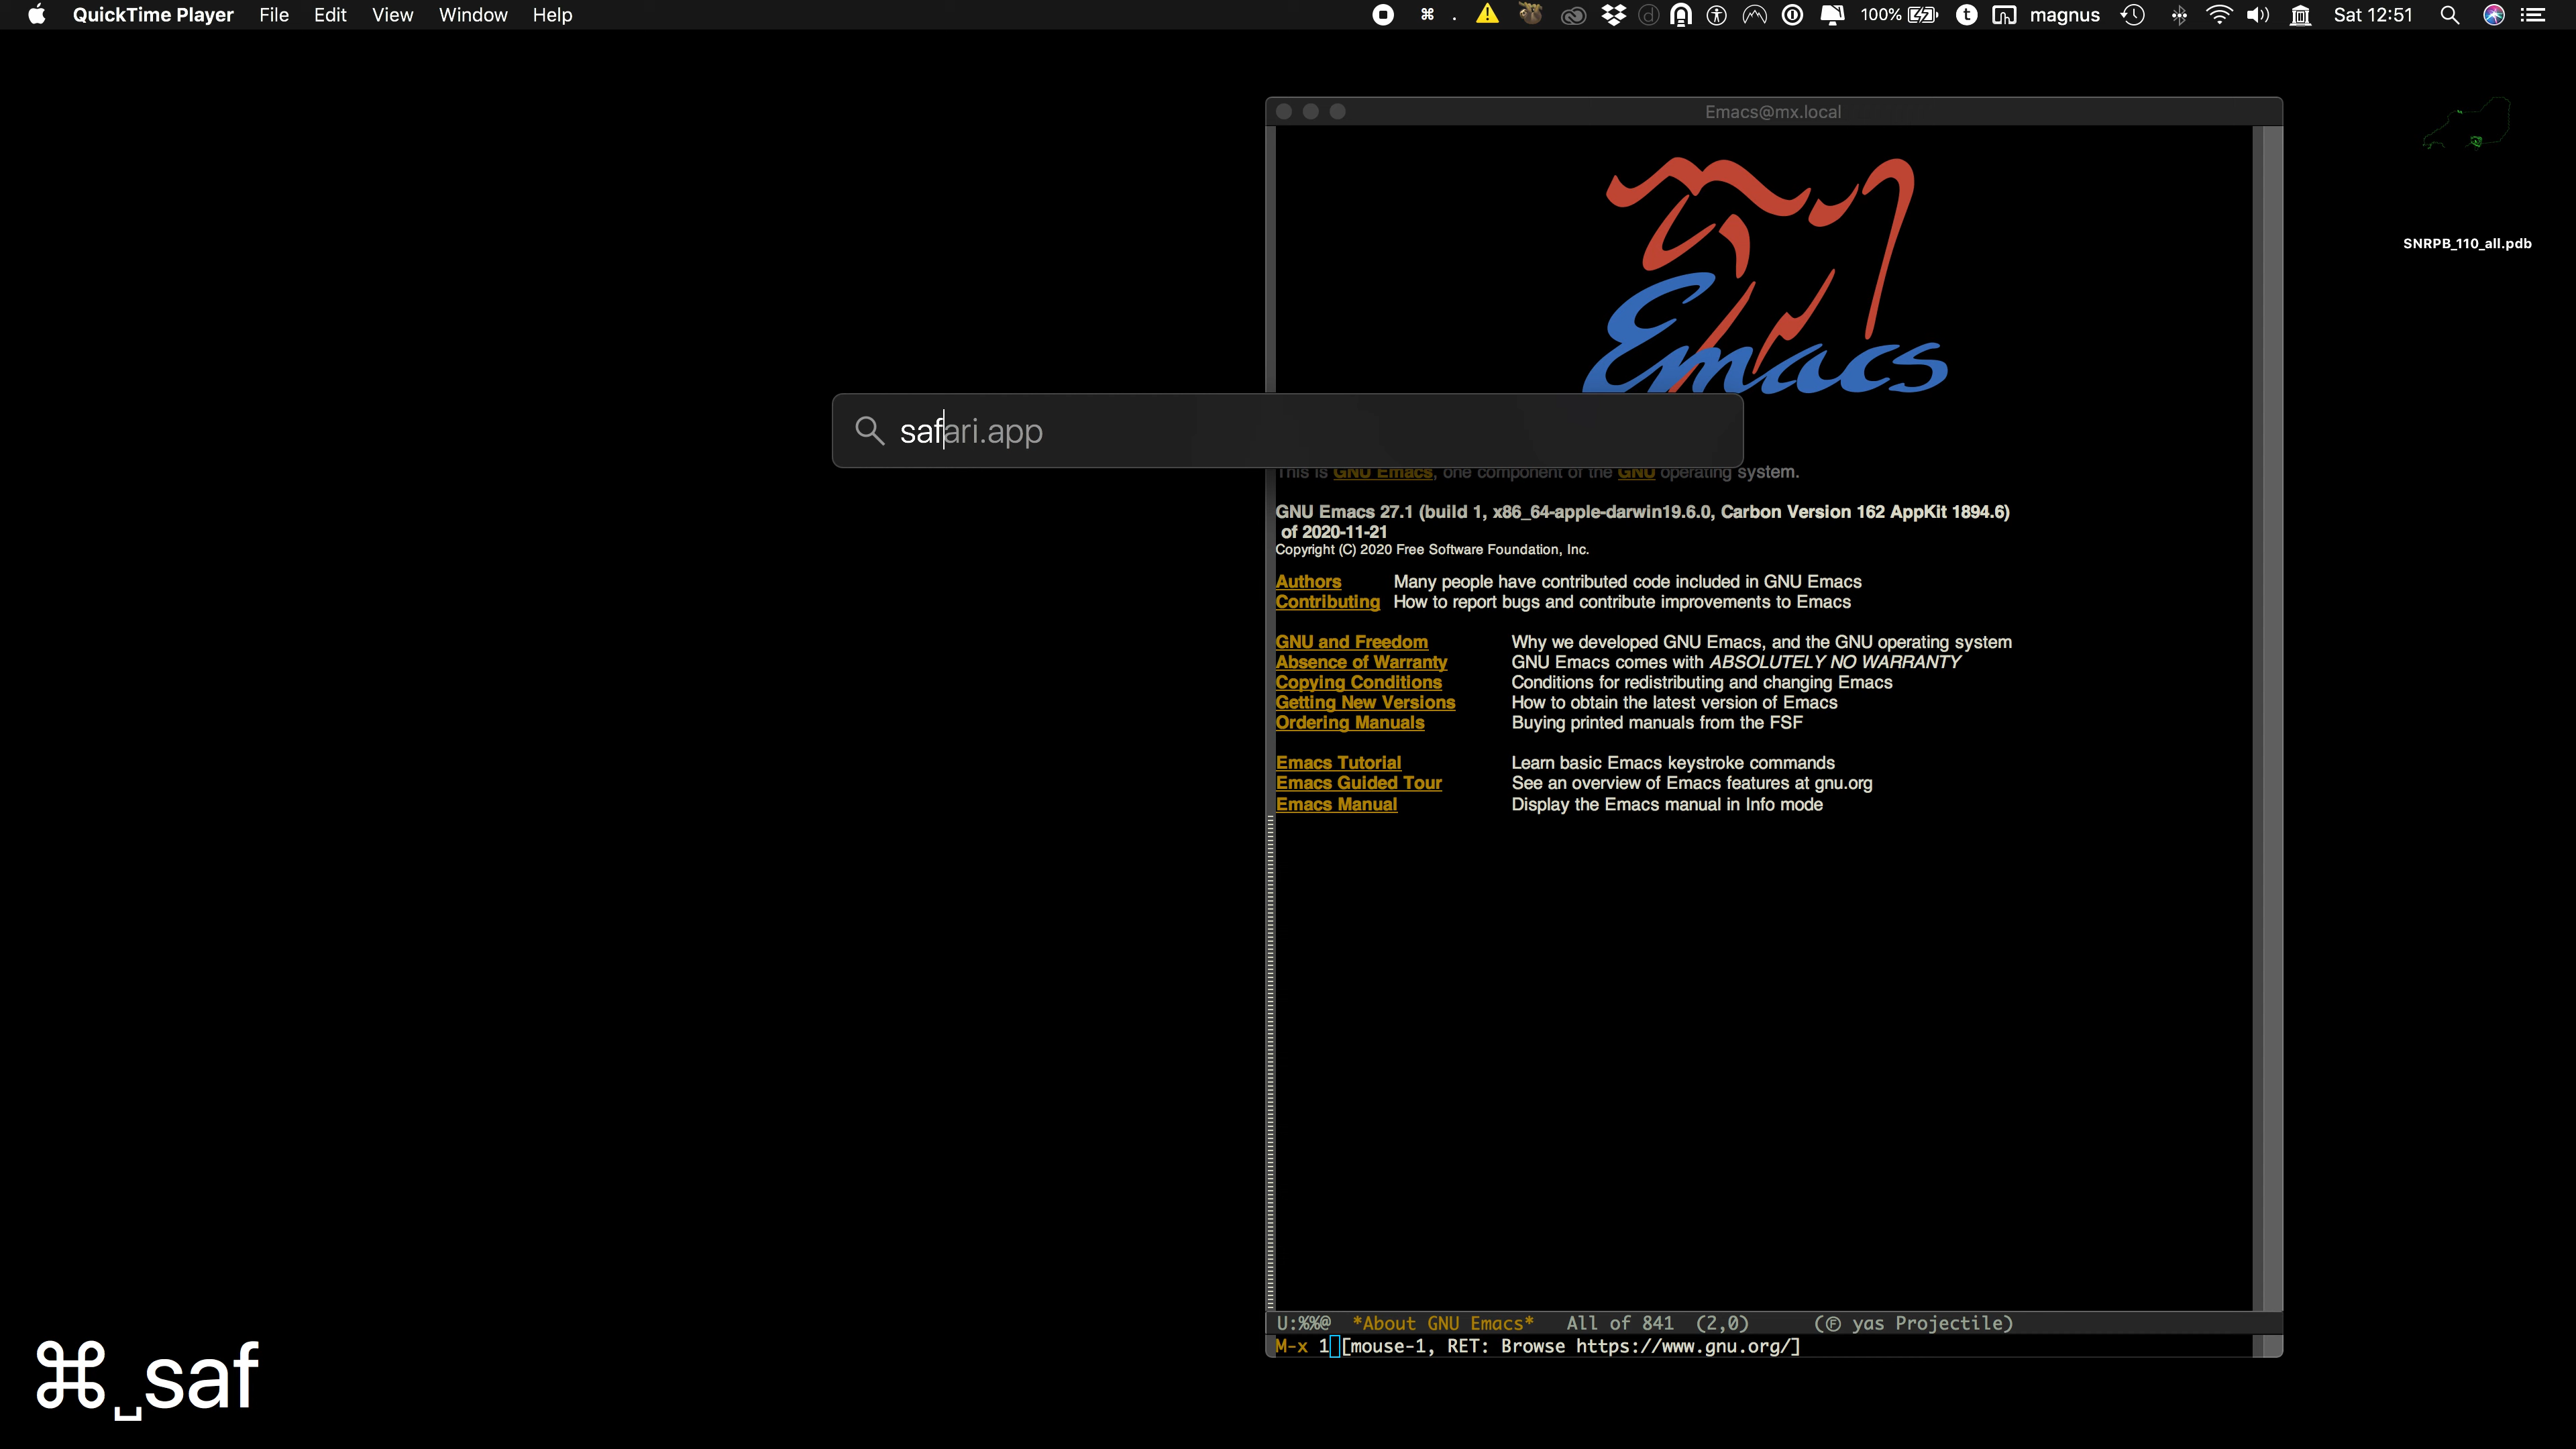 QuickTime Player File Edit View Window Help
100% magnus Sat 12:51
Emacs@mx.local
SNRPB_110_all.pdb
Emacs
safari.app
This is GNU Emacs, one component of the GNU operating system.
GNU Emacs 27.1 (build 1, x86_64-apple-darwin19.6.0, Carbon Version 162 AppKit 1894.6)
of 2020-11-21
Copyright (C) 2020 Free Software Foundation, Inc.
Authors Many people have contributed code included in GNU Emacs
Contributing How to report bugs and contribute improvements to Emacs
GNU and Freedom Why we developed GNU Emacs, and the GNU operating system
Absence of Warranty GNU Emacs comes with ABSOLUTELY NO WARRANTY
Copying Conditions Conditions for redistributing and changing Emacs
Getting New Versions How to obtain the latest version of Emacs
Ordering Manuals Buying printed manuals from the FSF
Emacs Tutorial Learn basic Emacs keystroke commands
Emacs Guided Tour See an overview of Emacs features at gnu.org
Emacs Manual Display the Emacs manual in Info mode
U:%%@ *About GNU Emacs* All of 841 (2,0) (Ⓕ yas Projectile)
M-x 1 [mouse-1, RET: Browse https://www.gnu.org/]
⌘␣saf